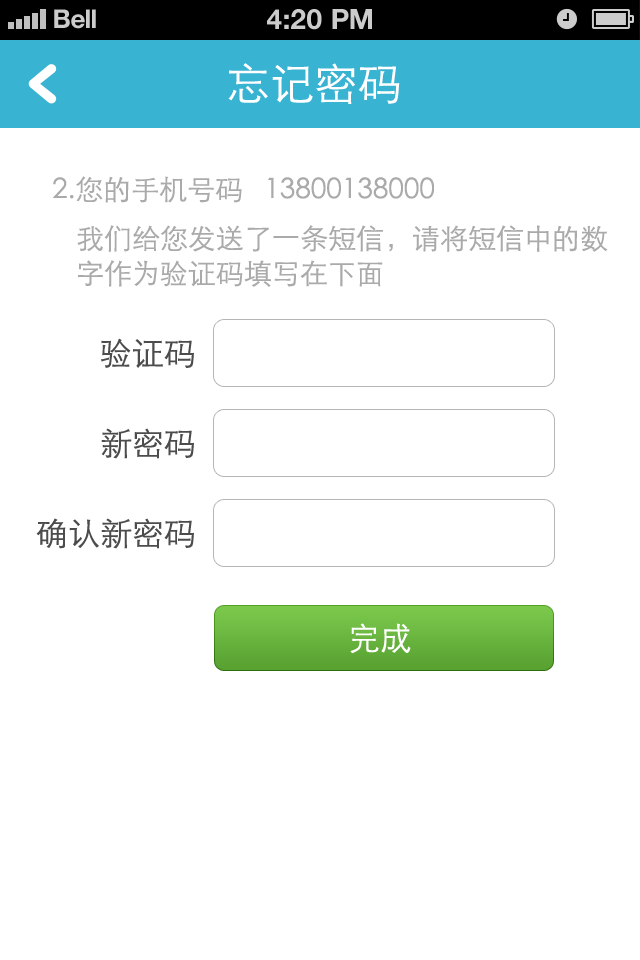 Bell 4:20 PM
忘记密码
2.您的手机号码 13800138000
我们给您发送了一条短信，请将短信中的数
字作为验证码填写在下面
验证码
新密码
确认新密码
完成